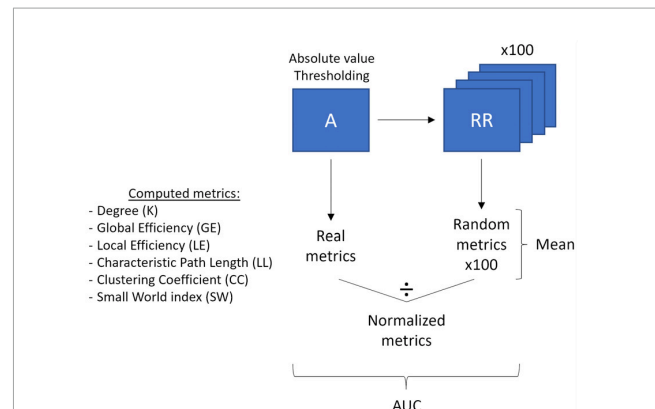 x100
Absolute value
Thresholding
A
RR
Computed metrics:
- Degree (K)
- Global Efficiency (GE)
- Local Efficiency (LE)
- Characteristic Path Length (LL)
- Clustering Coefficient (CC)
- Small World index (SW)
Real
metrics
Random
metrics
x100
Mean
÷
Normalized
metrics
AUC